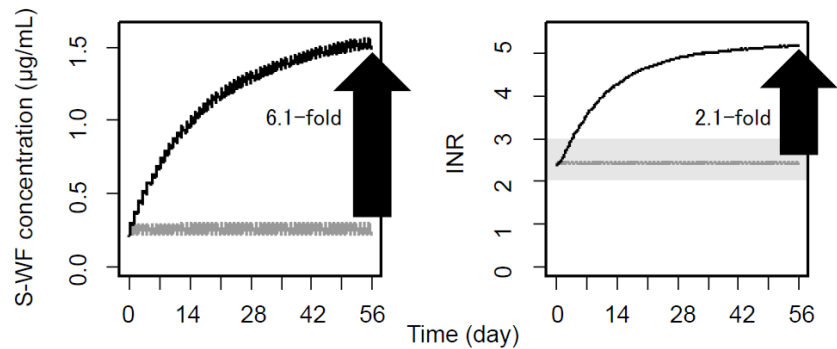 S-WF concentration (μg/mL)
1.5
1.0
0.5
0.0
6.1-fold
0 14 28 42 56
INR
5
4
3
2
1
0
2.1-fold
0 14 28 42 56
Time (day)